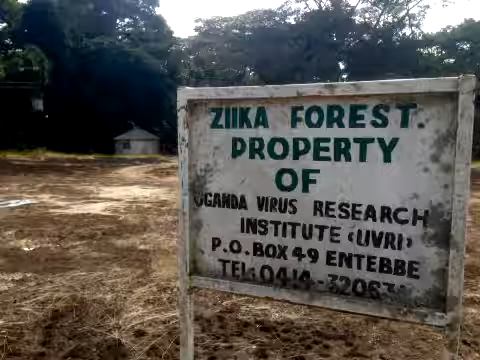 ZIIKA FOREST.
PROPERTY
OF
UGANDA VIRUS RESEARCH
INSTITUTE (UVRI)
P.O.BOX 49 ENTEBBE
TEL:0414-32063